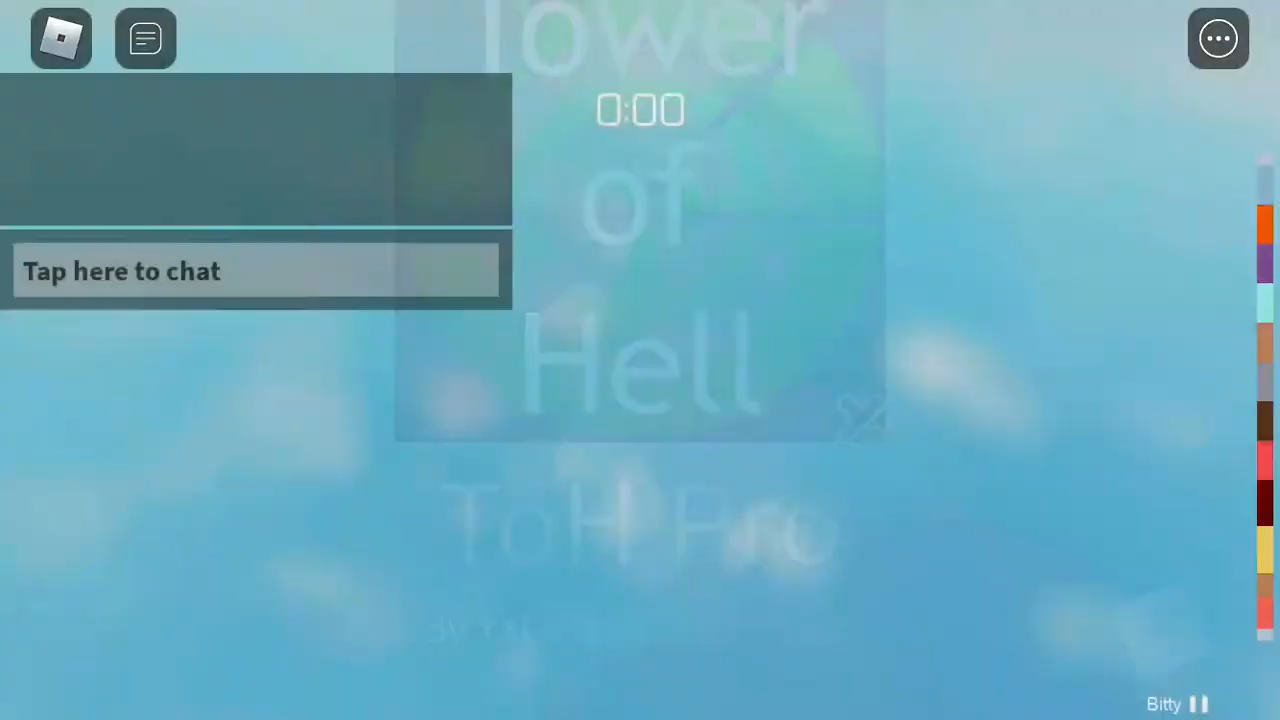 Tower
0:00
of
Tap here to chat
Hell
ToH Pro
Bitty